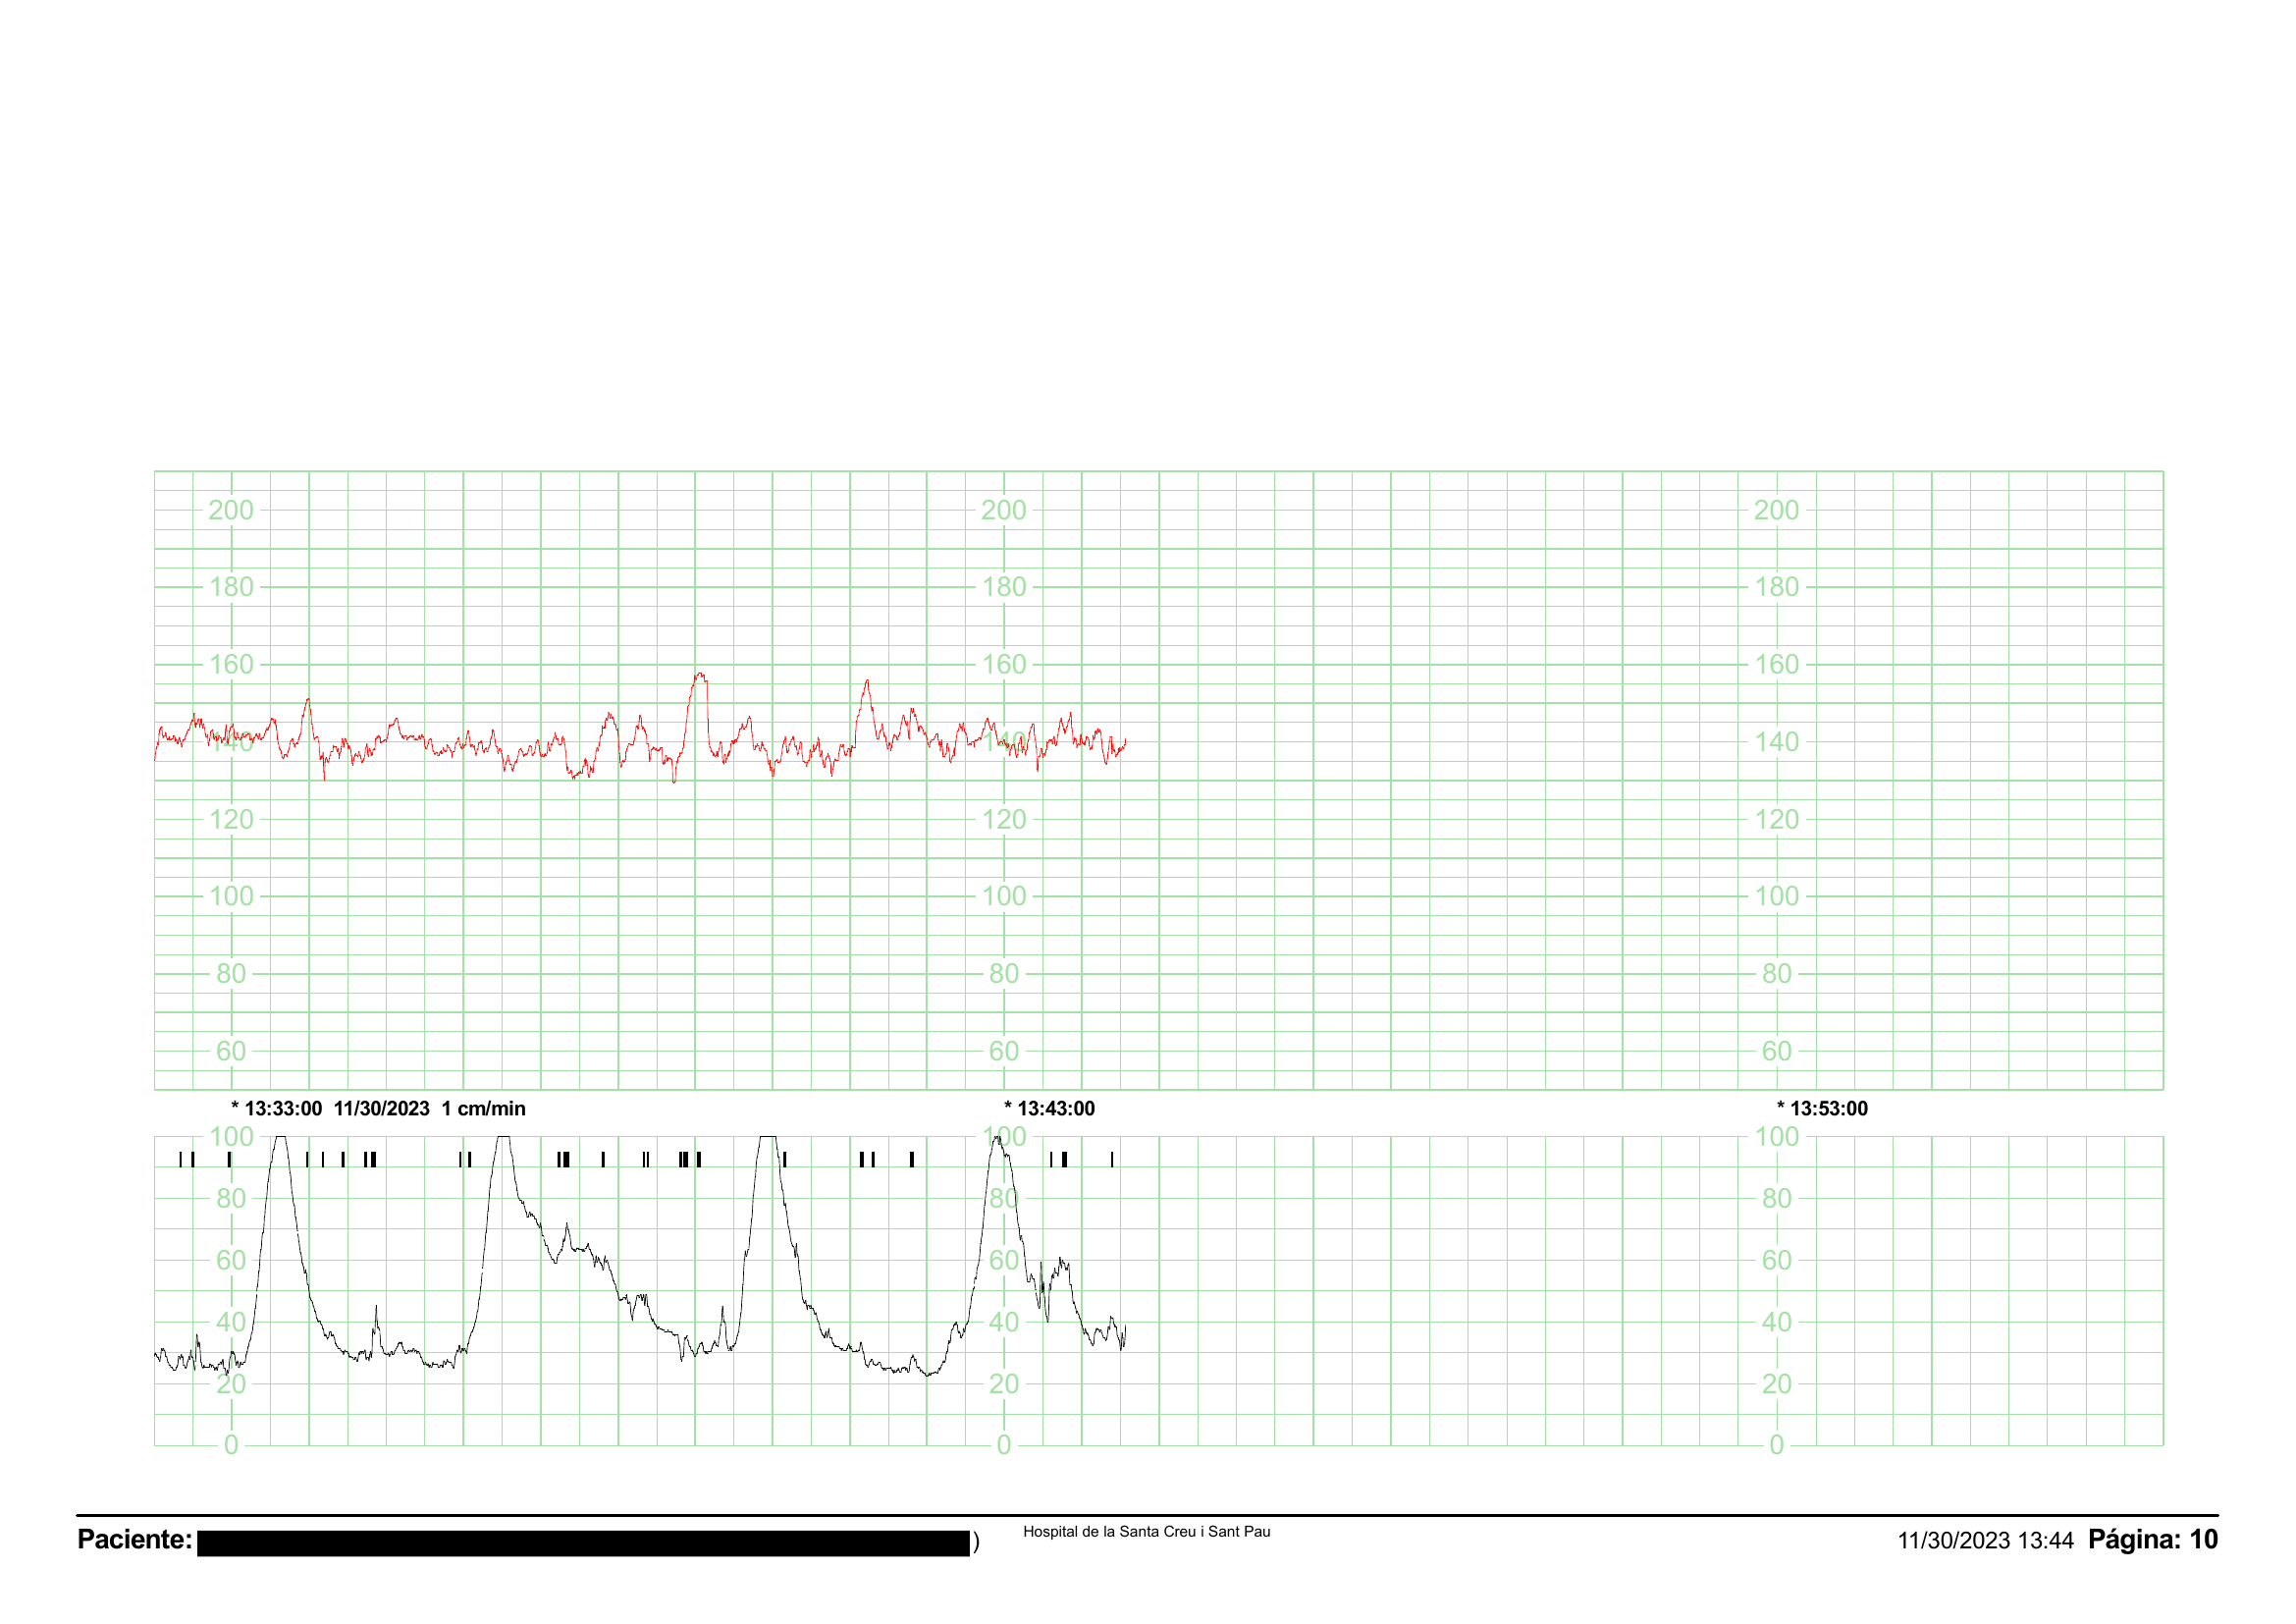 200 200 200
180 180 180
160 160 160
140 140 140
120 120 120
100 100 100
80 80 80
60 60 60
* 13:33:00 11/30/2023 1 cm/min * 13:43:00 * 13:53:00
100 100 100
80 80 80
60 60 60
40 40 40
20 20 20
0 0 0
Paciente: ) Hospital de la Santa Creu i Sant Pau 11/30/2023 13:44 Página: 10